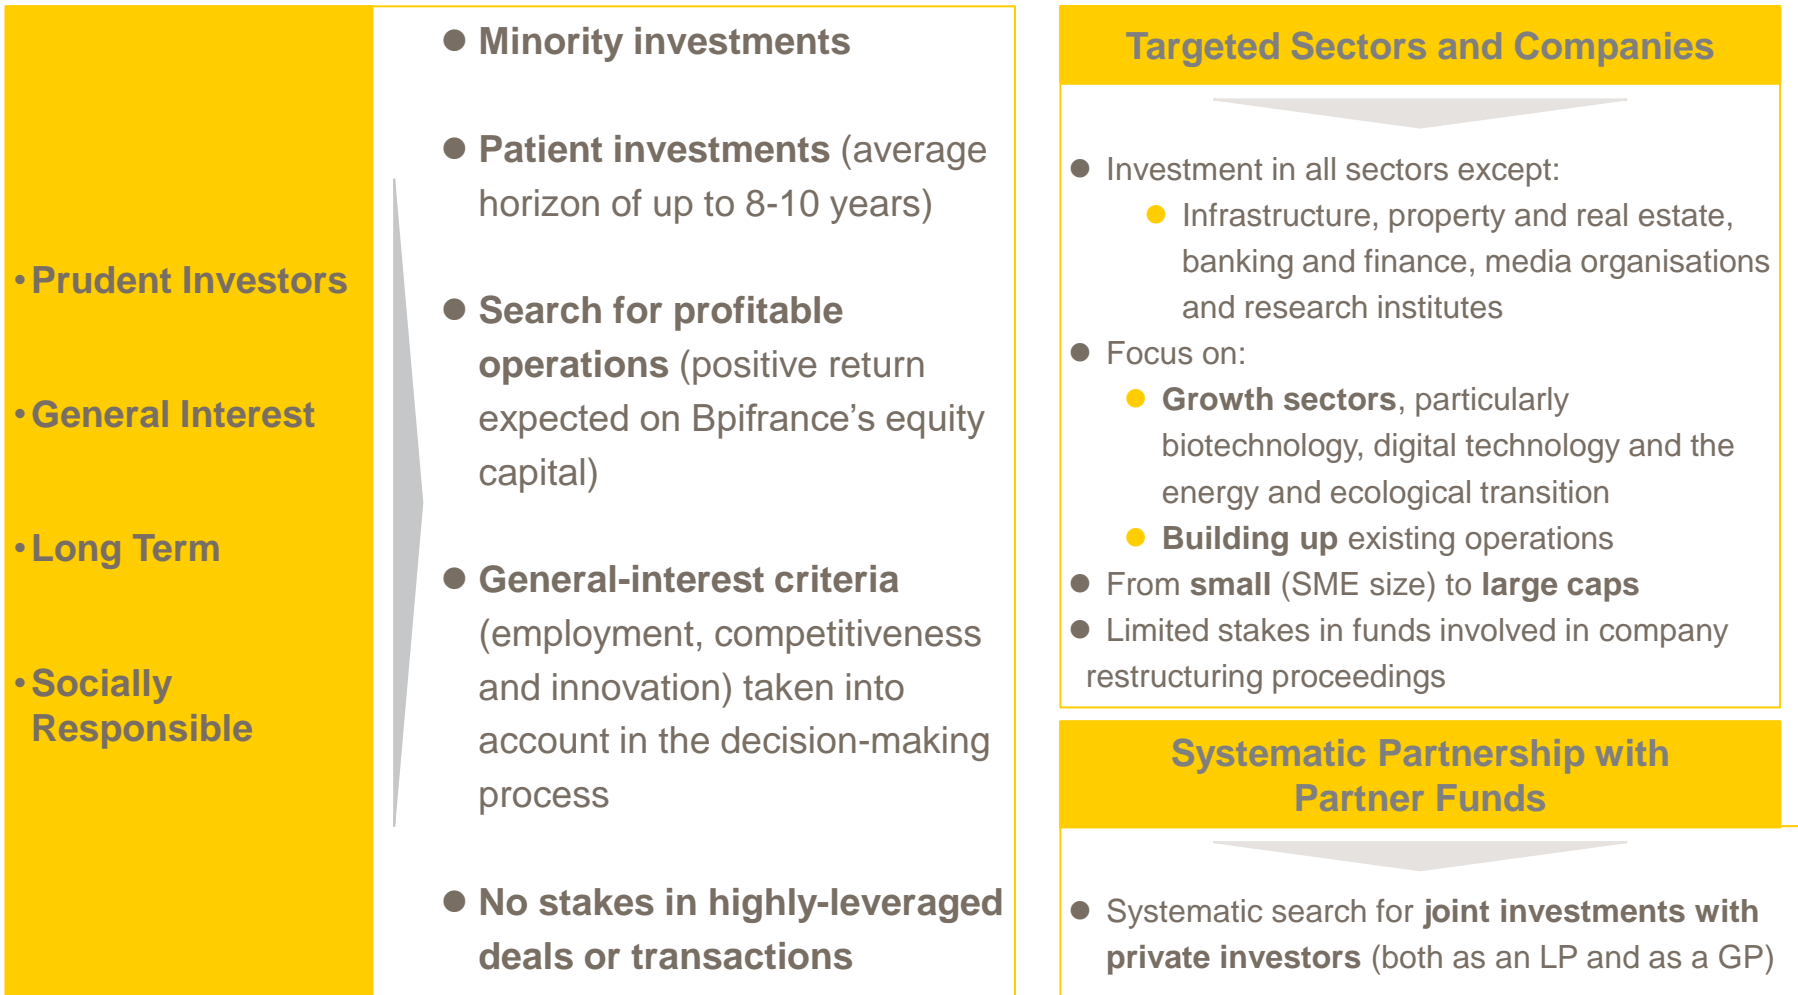 • Prudent Investors
• General Interest
• Long Term
• Socially
Responsible
● Minority investments
● Patient investments (average
horizon of up to 8-10 years)
● Search for profitable
operations (positive return
expected on Bpifrance’s equity
capital)
● General-interest criteria
(employment, competitiveness
and innovation) taken into
account in the decision-making
process
● No stakes in highly-leveraged
deals or transactions
Targeted Sectors and Companies
● Investment in all sectors except:
● Infrastructure, property and real estate,
banking and finance, media organisations
and research institutes
● Focus on:
● Growth sectors, particularly
biotechnology, digital technology and the
energy and ecological transition
● Building up existing operations
● From small (SME size) to large caps
● Limited stakes in funds involved in company
restructuring proceedings
Systematic Partnership with
Partner Funds
● Systematic search for joint investments with
private investors (both as an LP and as a GP)